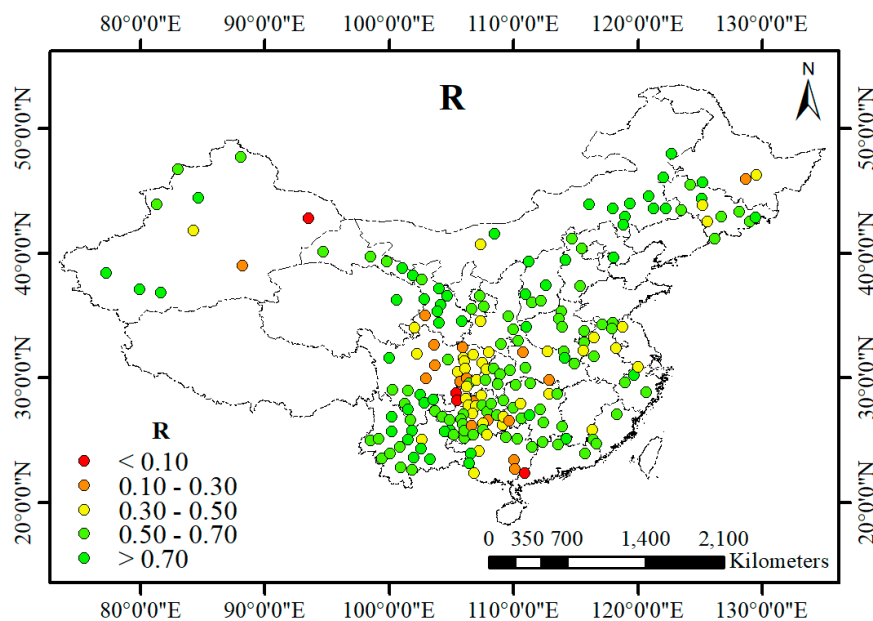 80°0'0"E 90°0'0"E 100°0'0"E 110°0'0"E 120°0'0"E 130°0'0"E
R
N
50°0'0"N 50°0'0"N
40°0'0"N 40°0'0"N
30°0'0"N 30°0'0"N
20°0'0"N 20°0'0"N
R
< 0.10
0.10 - 0.30
0.30 - 0.50
0.50 - 0.70
> 0.70
0 350 700 1,400 2,100
Kilometers
80°0'0"E 90°0'0"E 100°0'0"E 110°0'0"E 120°0'0"E 130°0'0"E